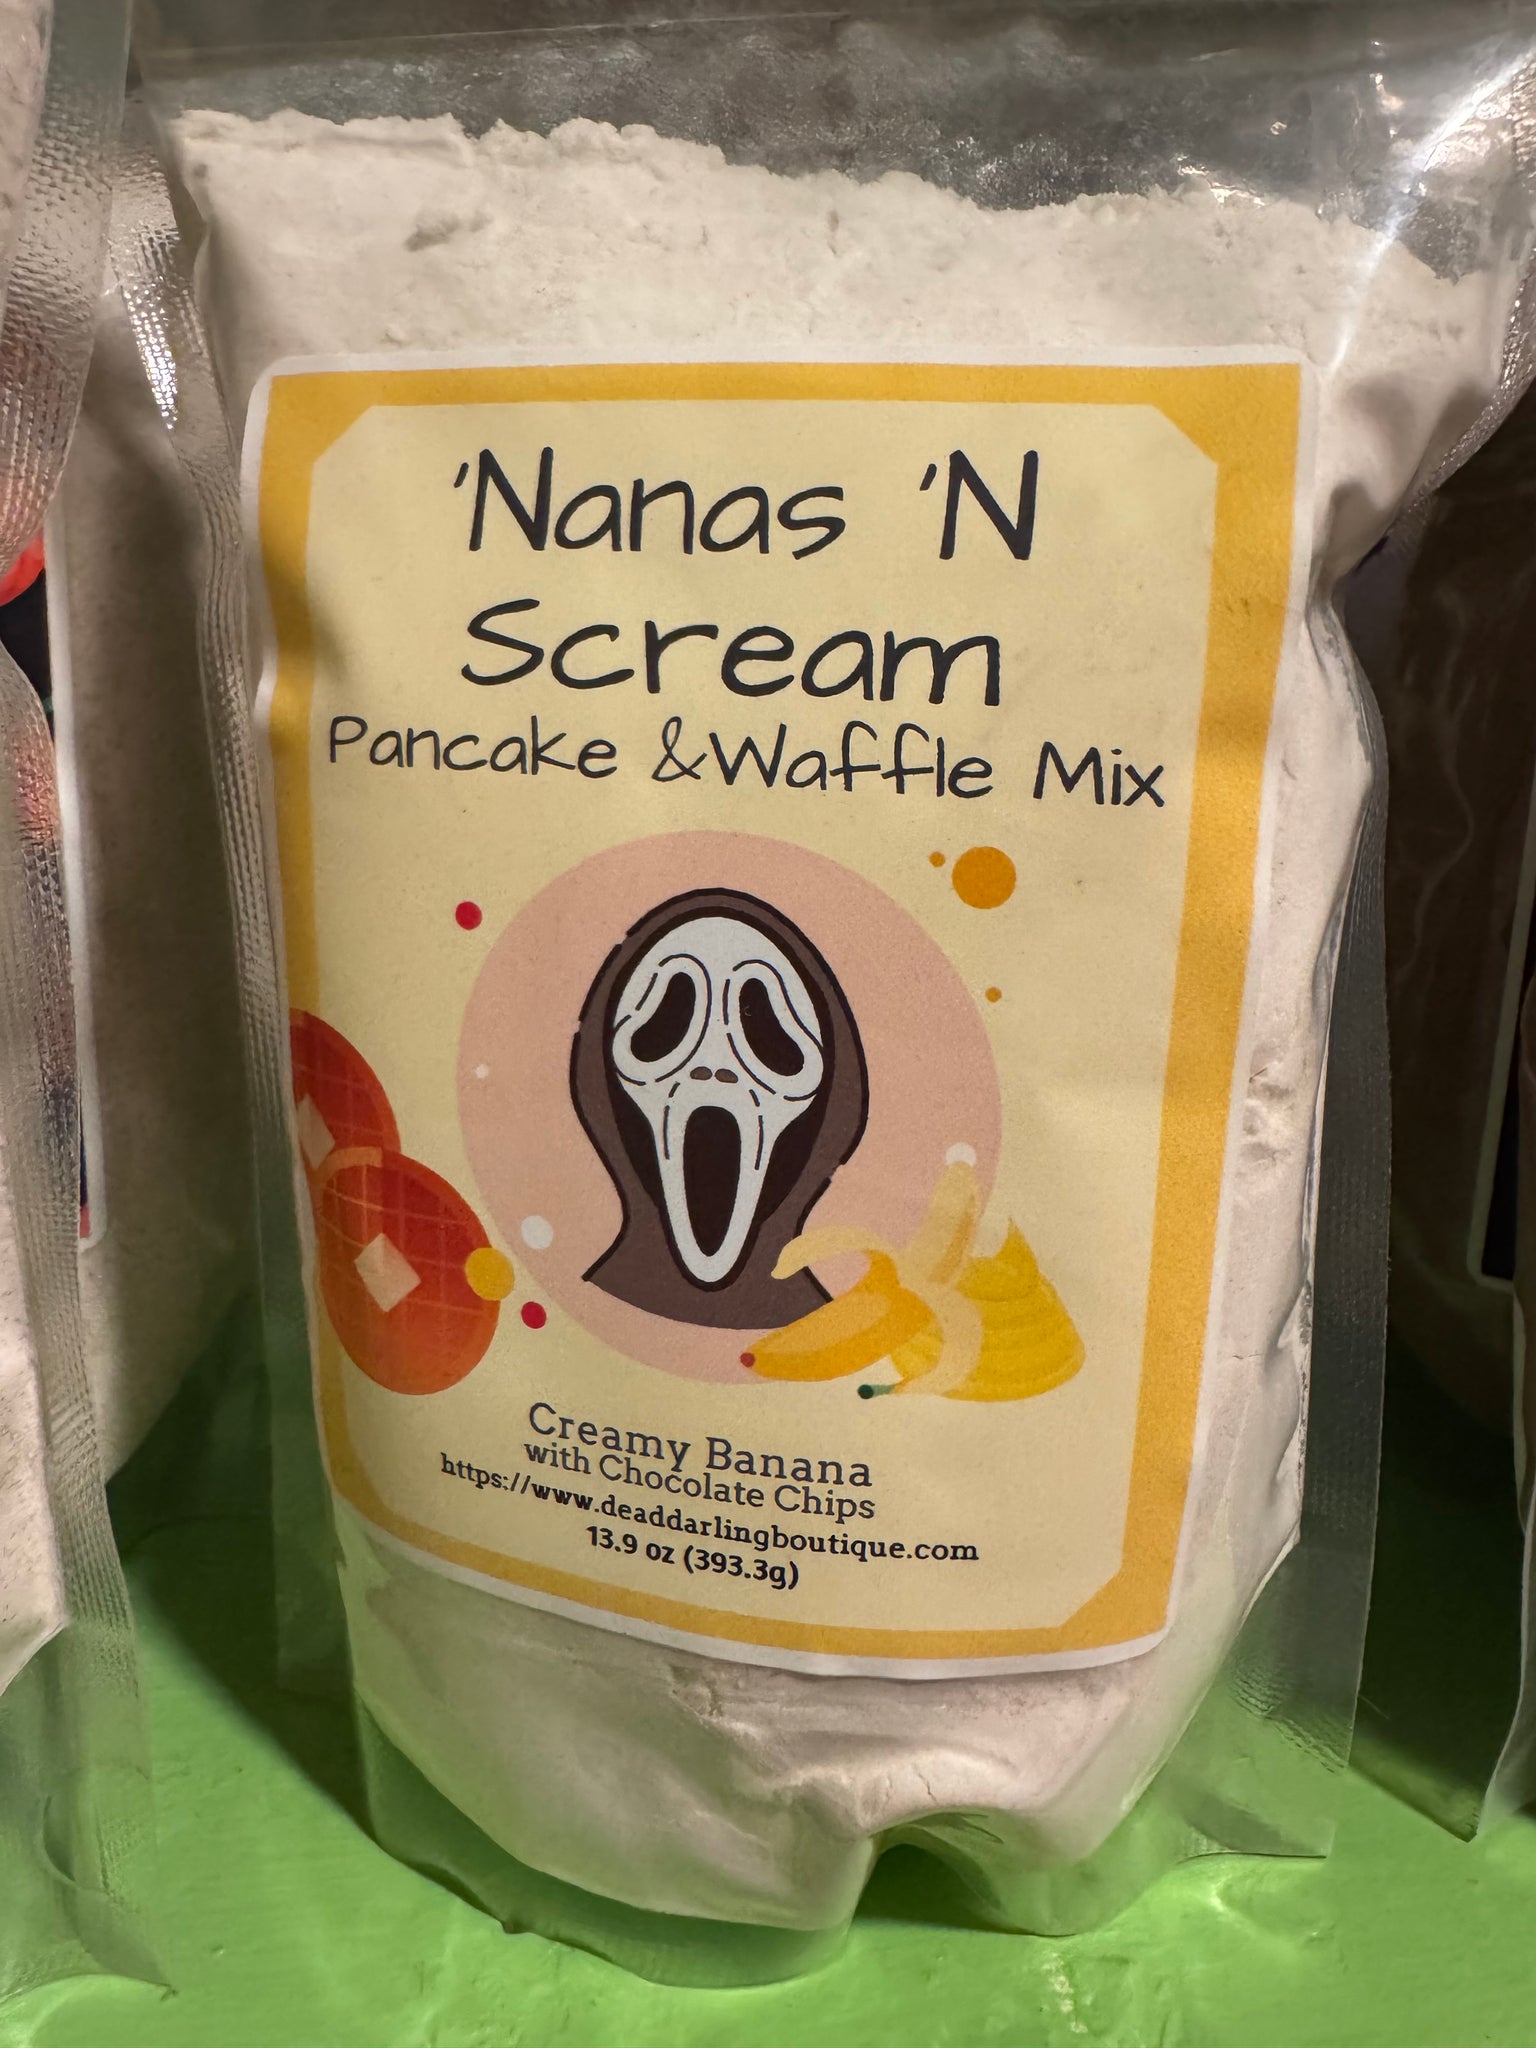 'Nanas 'N
Scream
Pancake &Waffle Mix
Creamy Banana
with Chocolate Chips
https://www.deaddarlingboutique.com
13.9 oz (393.3g)